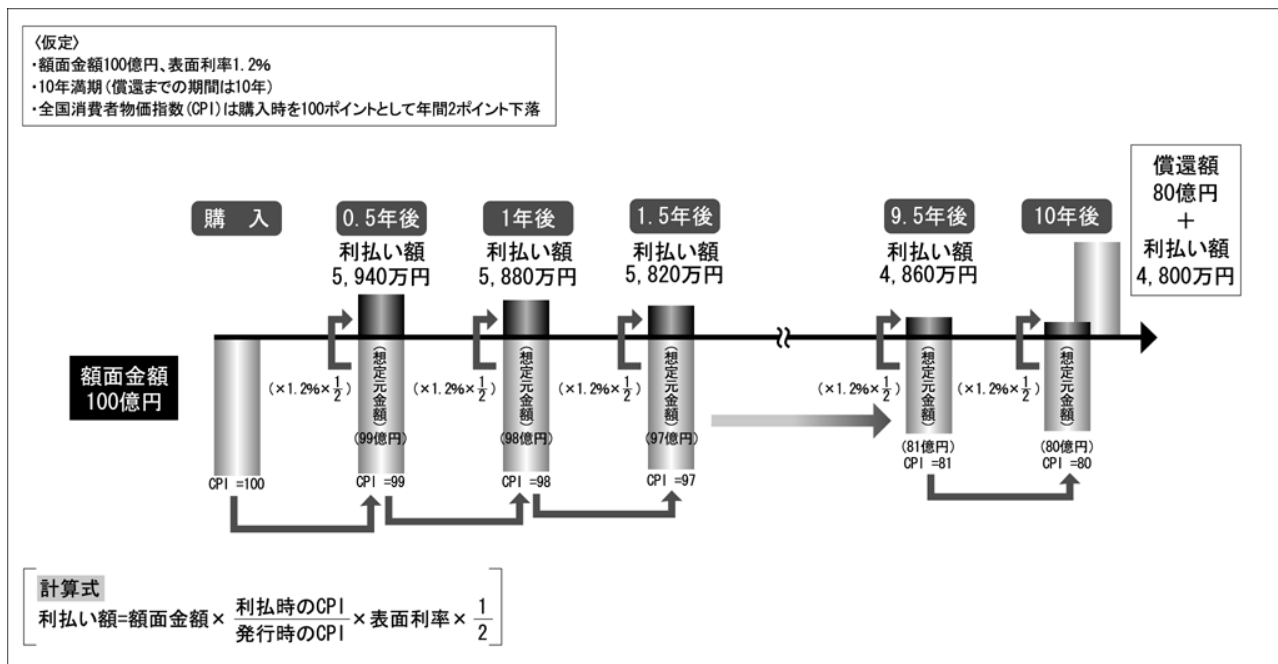 〈仮定〉
・額面金額100億円、表面利率1.2%
・10年満期(償還までの期間は10年)
・全国消費者物価指数(CPI)は購入時を100ポイントとして年間2ポイント下落
償還額
80億円
+
利払い額
4,800万円
購 入
0.5年後
1年後
1.5年後
9.5年後
10年後
利払い額
5,940万円
利払い額
5,880万円
利払い額
5,820万円
利払い額
4,860万円
額面金額
100億円
(×1.2%×1/2)
(想定元金額)
(99億円)
(×1.2%×1/2)
(想定元金額)
(98億円)
(×1.2%×1/2)
(想定元金額)
(97億円)
(×1.2%×1/2)
(想定元金額)
(81億円)
(×1.2%×1/2)
(想定元金額)
(80億円)
CPI =100
CPI =99
CPI =98
CPI =97
CPI =81
CPI =80
計算式
利払い額=額面金額×利払時のCPI/発行時のCPI×表面利率×1/2